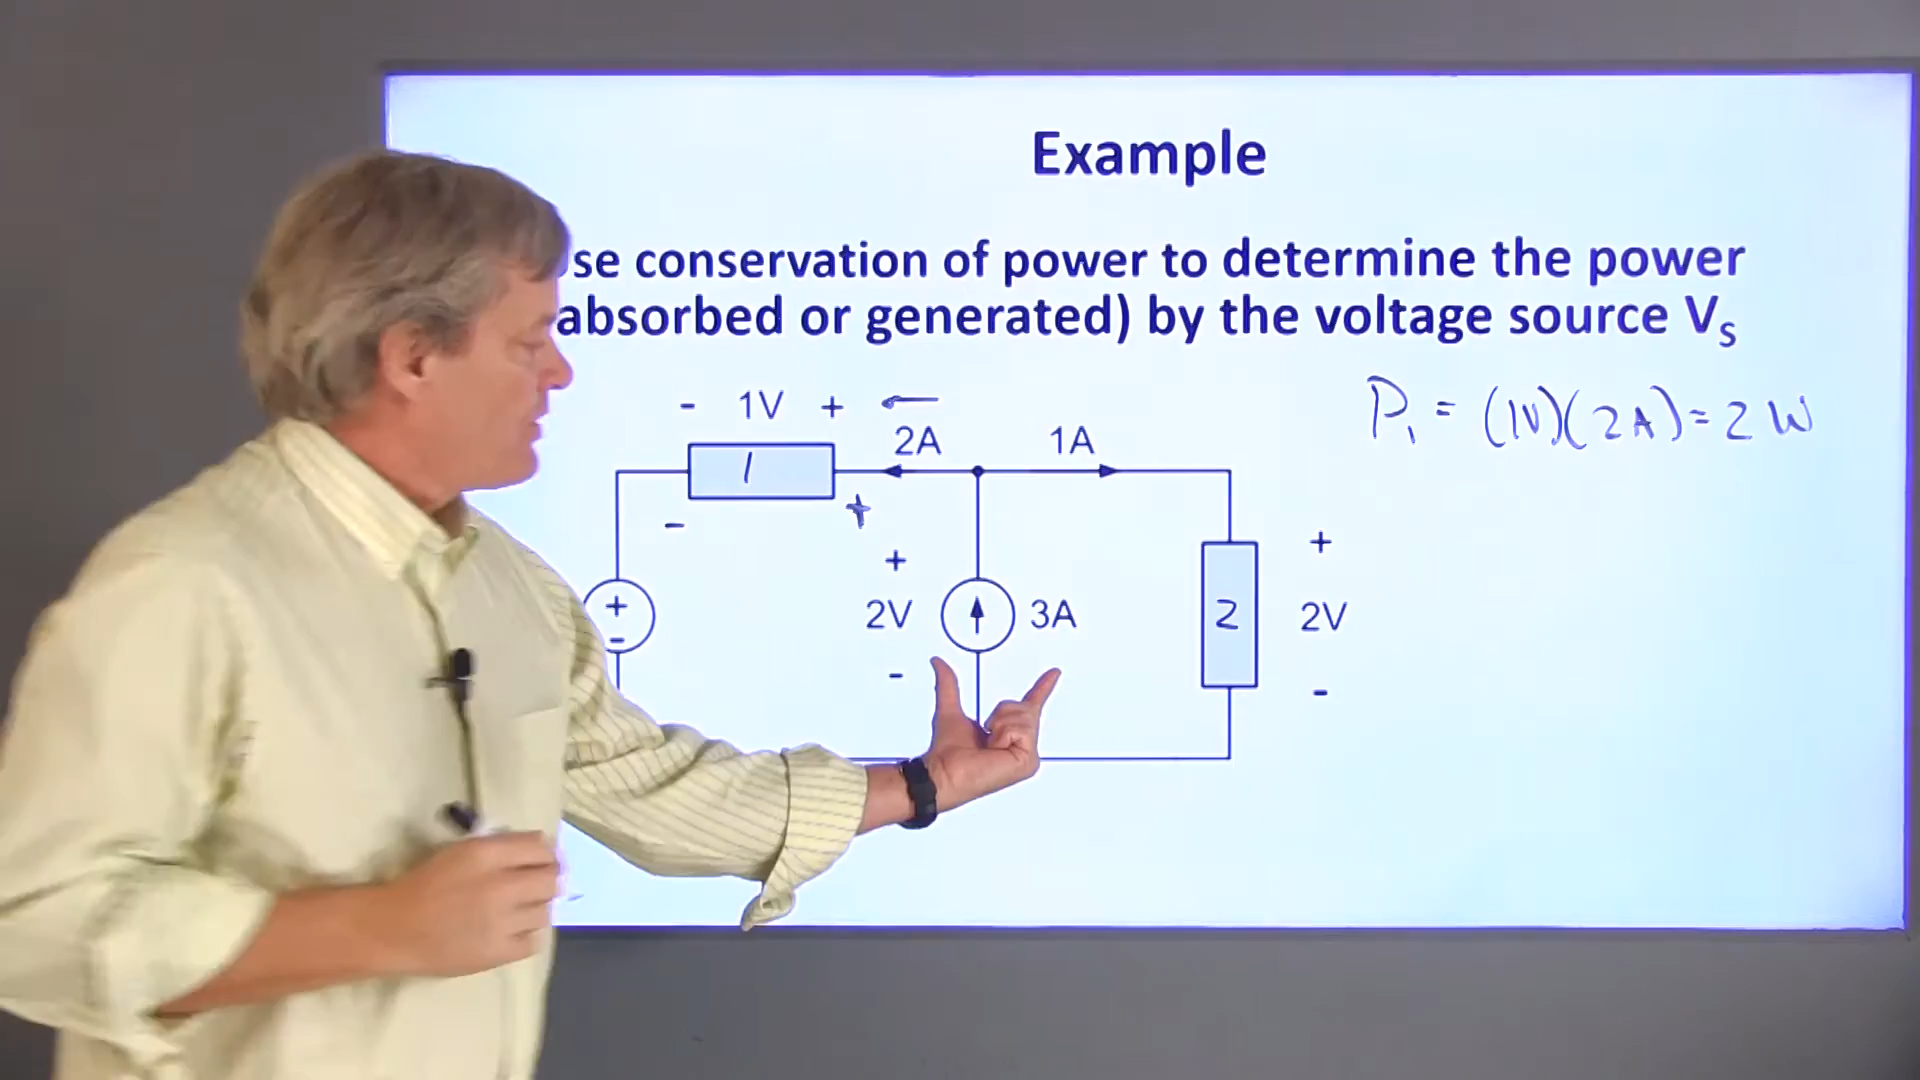 Example
se conservation of power to determine the power
absorbed or generated) by the voltage source Vs
- 1V +
2A
1A
P1 = (1V)(2A) = 2 W
1
- +
+
2V
-
+
-
3A
2
+
2V
-